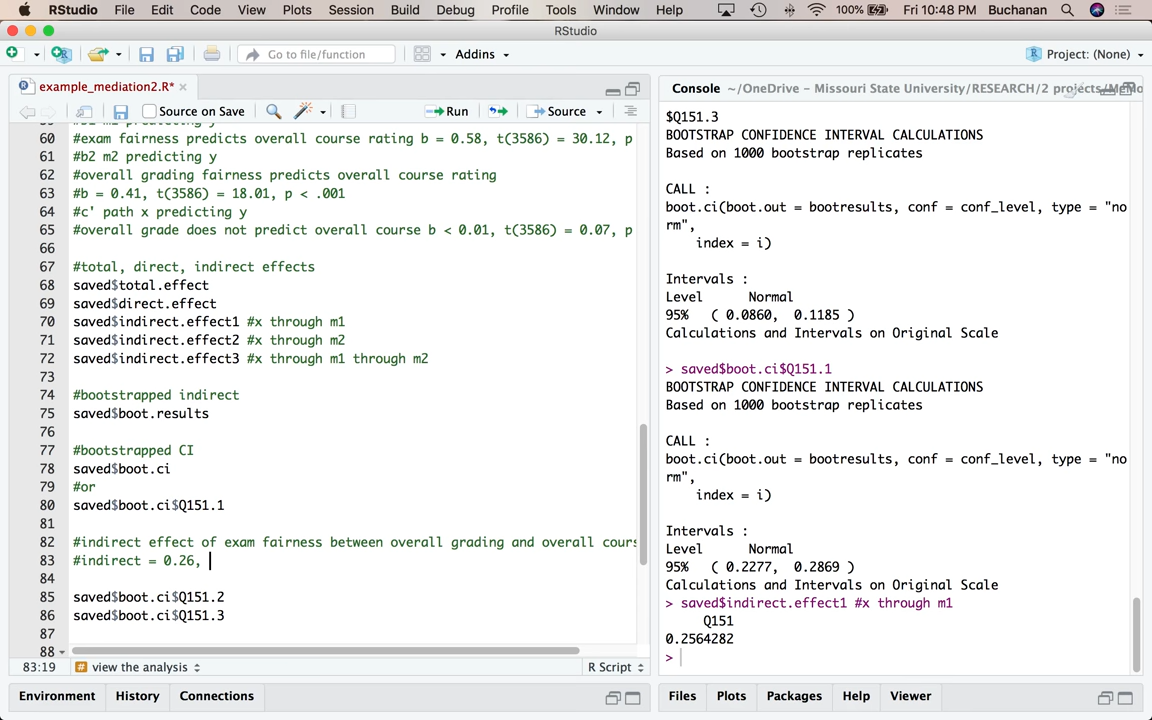 RStudio File Edit Code View Plots Session Build Debug Profile Tools Window Help 100% Fri 10:48 PM Buchanan
RStudio
Go to file/function Addins Project: (None)
example_mediation2.R*
Source on Save Run Source
60 #exam fairness predicts overall course rating b = 0.58, t(3586) = 30.12, p
61 #b2 m2 predicting y
62 #overall grading fairness predicts overall course rating
63 #b = 0.41, t(3586) = 18.01, p < .001
64 #c' path x predicting y
65 #overall grade does not predict overall course b < 0.01, t(3586) = 0.07, p
66
67 #total, direct, indirect effects
68 saved$total.effect
69 saved$direct.effect
70 saved$indirect.effect1 #x through m1
71 saved$indirect.effect2 #x through m2
72 saved$indirect.effect3 #x through m1 through m2
73
74 #bootstrapped indirect
75 saved$boot.results
76
77 #bootstrapped CI
78 saved$boot.ci
79 #or
80 saved$boot.ci$Q151.1
81
82 #indirect effect of exam fairness between overall grading and overall cours
83 #indirect = 0.26,
84
85 saved$boot.ci$Q151.2
86 saved$boot.ci$Q151.3
87
88
83:19 view the analysis R Script
Environment History Connections
Console ~/OneDrive – Missouri State University/RESEARCH/2 projects/
$Q151.3
BOOTSTRAP CONFIDENCE INTERVAL CALCULATIONS
Based on 1000 bootstrap replicates

CALL :
boot.ci(boot.out = bootresults, conf = conf_level, type = "no
rm",
index = i)

Intervals :
Level Normal
95% ( 0.0860, 0.1185 )
Calculations and Intervals on Original Scale

> saved$boot.ci$Q151.1
BOOTSTRAP CONFIDENCE INTERVAL CALCULATIONS
Based on 1000 bootstrap replicates

CALL :
boot.ci(boot.out = bootresults, conf = conf_level, type = "no
rm",
index = i)

Intervals :
Level Normal
95% ( 0.2277, 0.2869 )
Calculations and Intervals on Original Scale
> saved$indirect.effect1 #x through m1
Q151
0.2564282
>
Files Plots Packages Help Viewer